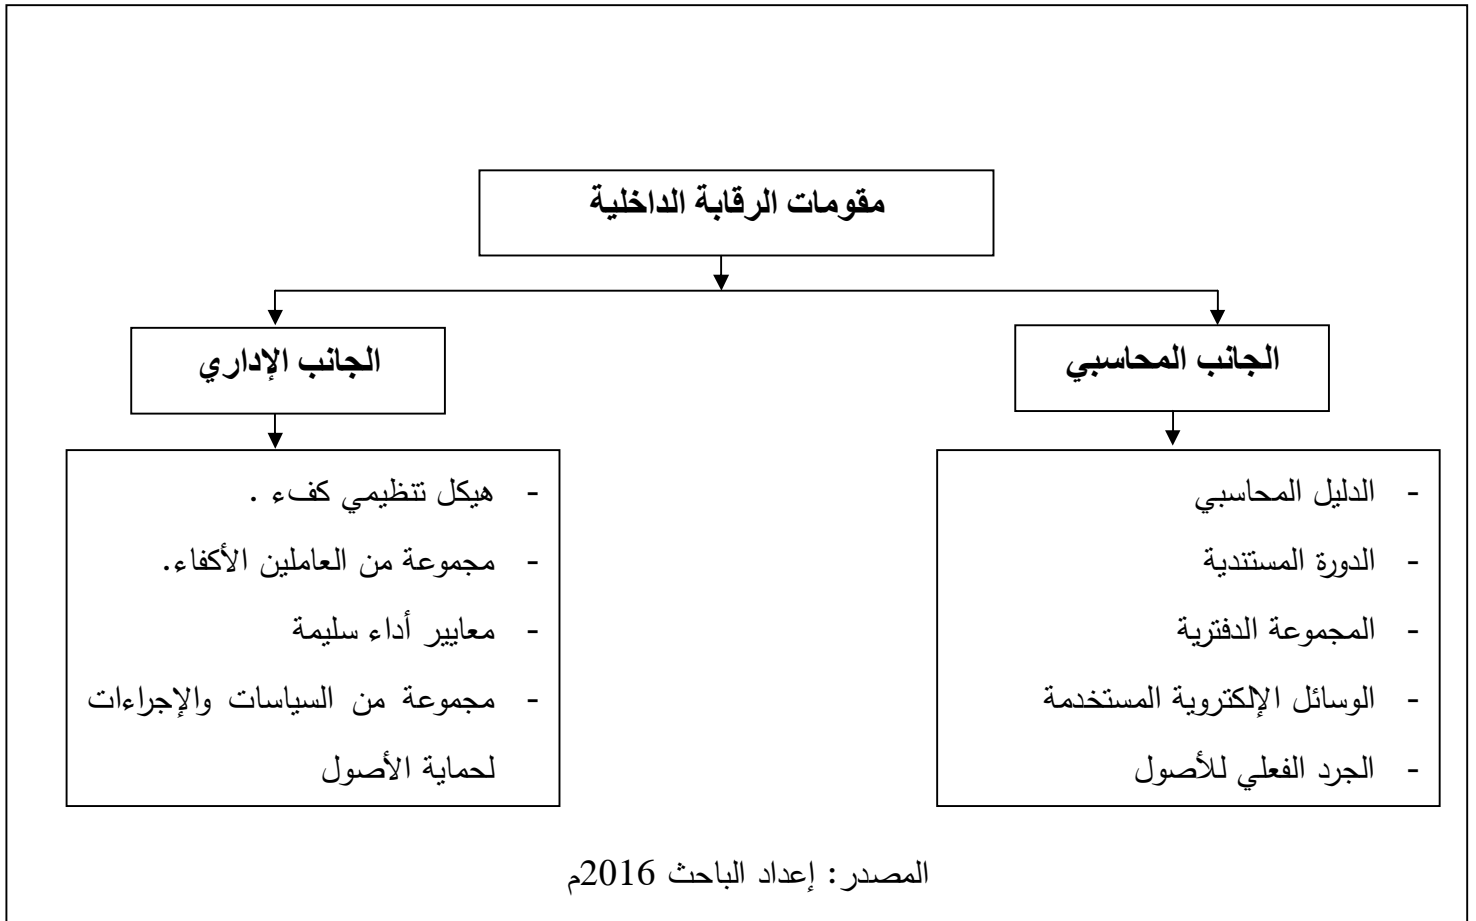 مقومات الرقابة الداخلية
الجانب المحاسبي
الجانب الإداري
- الدليل المحاسبي
- الدورة المستندية
- المجموعة الدفترية
- الوسائل الإلكتروية المستخدمة
- الجرد الفعلي للأصول
- هيكل تنظيمي كفء .
- مجموعة من العاملين الأكفاء.
- معايير أداء سليمة
- مجموعة من السياسات والإجراءات
لحماية الأصول
المصدر: إعداد الباحث 2016م